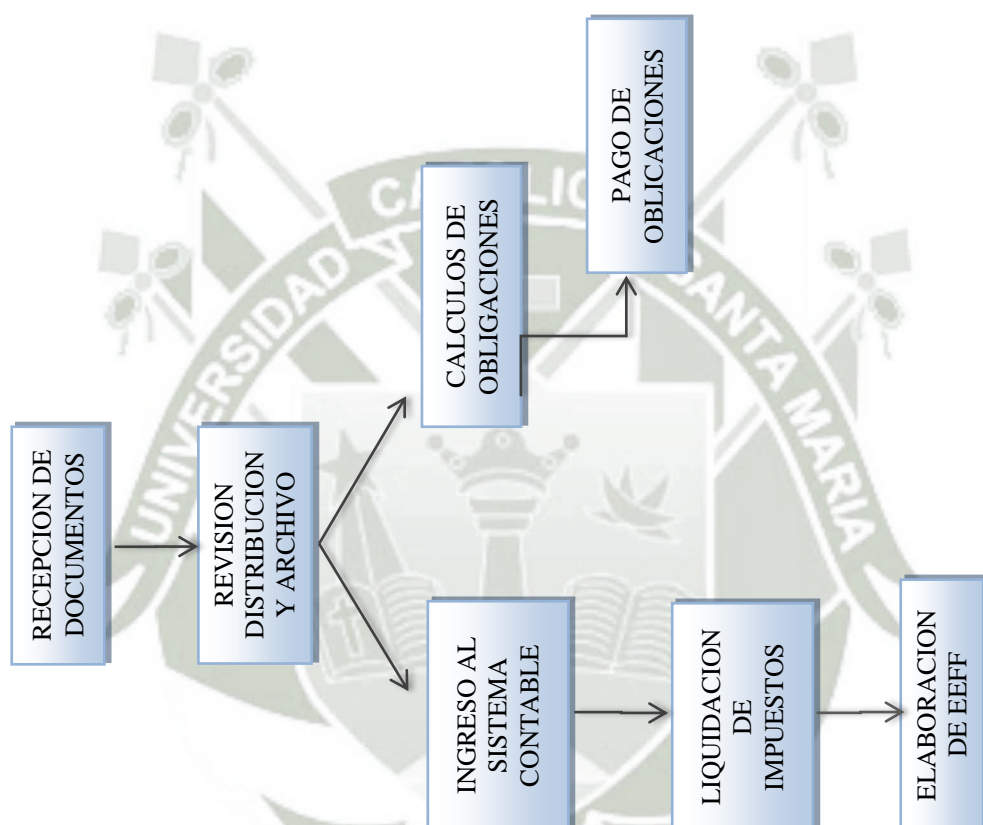 RECEPCION DE
DOCUMENTOS
REVISION
DISTRIBUCION
Y ARCHIVO
INGRESO AL
SISTEMA
CONTABLE
LIQUIDACION
DE
IMPUESTOS
ELABORACION
DE EEFF
CALCULOS DE
OBLIGACIONES
PAGO DE
OBLICACIONES
UNIVERSIDAD CATOLICA SANTA MARIA